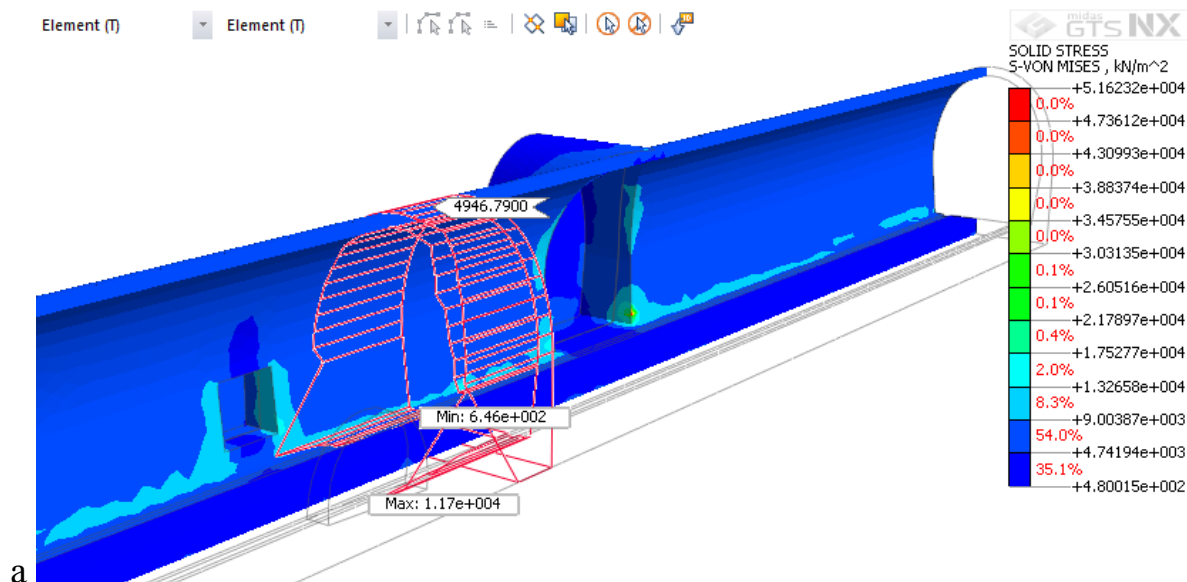 Element (T) Element (T)
midas
GTS NX
SOLID STRESS
S-VON MISES , kN/m^2
+5.16232e+004
0.0%
+4.73612e+004
0.0%
+4.30993e+004
0.0%
+3.88374e+004
0.0%
+3.45755e+004
0.0%
+3.03135e+004
0.1%
+2.60516e+004
0.1%
+2.17897e+004
0.4%
+1.75277e+004
2.0%
+1.32658e+004
8.3%
+9.00387e+003
54.0%
+4.74194e+003
35.1%
+4.80015e+002
4946.7900
Min: 6.46e+002
Max: 1.17e+004
a